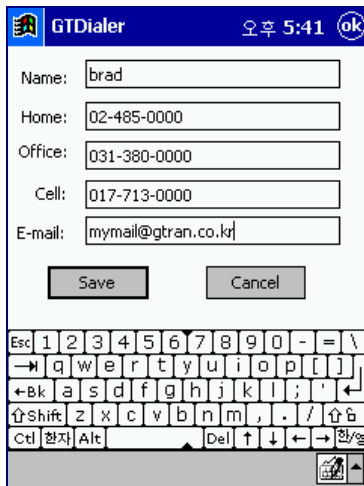 GTDialer 오후 5:41 ok
Name: brad
Home: 02-485-0000
Office: 031-380-0000
Cell: 017-713-0000
E-mail: mymail@gtran.co.kr
Save Cancel
Esc 1 2 3 4 5 6 7 8 9 0 - = \
q w e r t y u i o p [ ]
←Bk a s d f g h j k l ; '
⇧Shift z x c v b n m , . /
Ctl 한자 Alt Del ↑ ↓ ← → 한/영